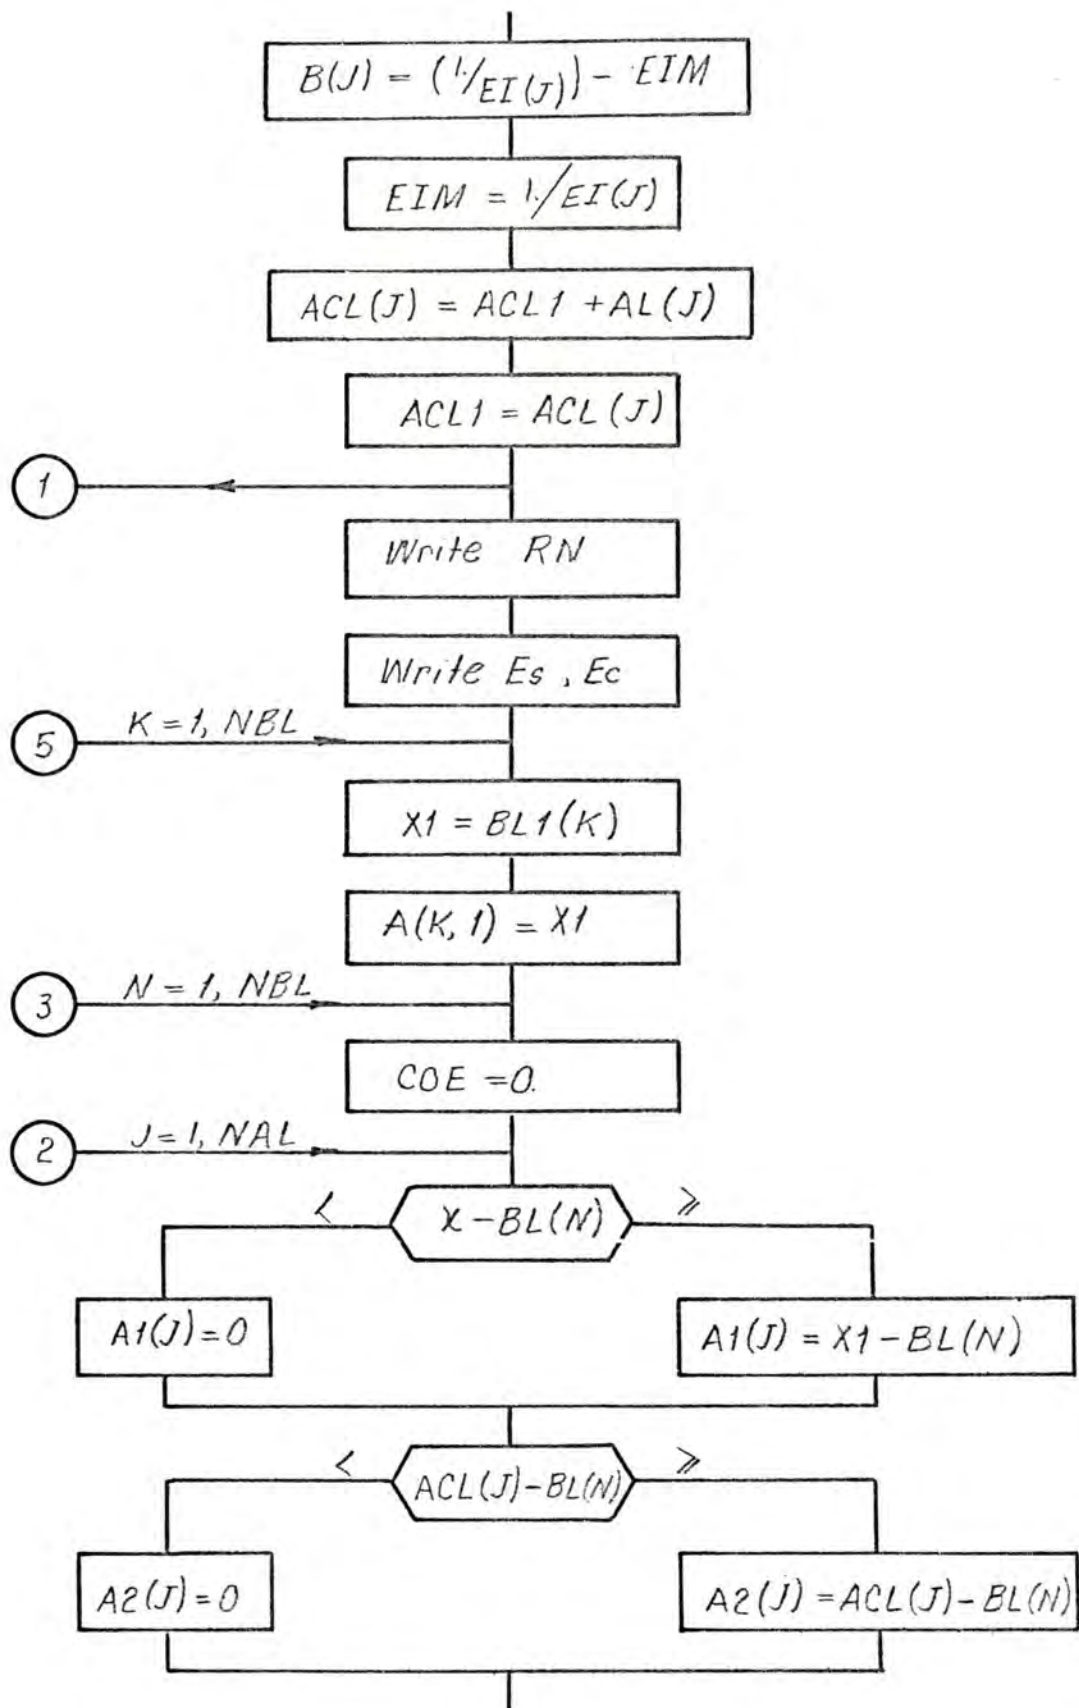 B(J) = (1./EI(J)) - EIM
EIM = 1./EI(J)
ACL(J) = ACL1 + AL(J)
ACL1 = ACL(J)
1
Write RN
Write Es, Ec
5 K=1, NBL
X1 = BL1(K)
A(K,1) = X1
3 N=1, NBL
COE =0.
2 J=1, NAL
< X-BL(N) ⩾
A1(J)=0 A1(J)=X1-BL(N)
< ACL(J)-BL(N) ⩾
A2(J)=0 A2(J)=ACL(J)-BL(N)